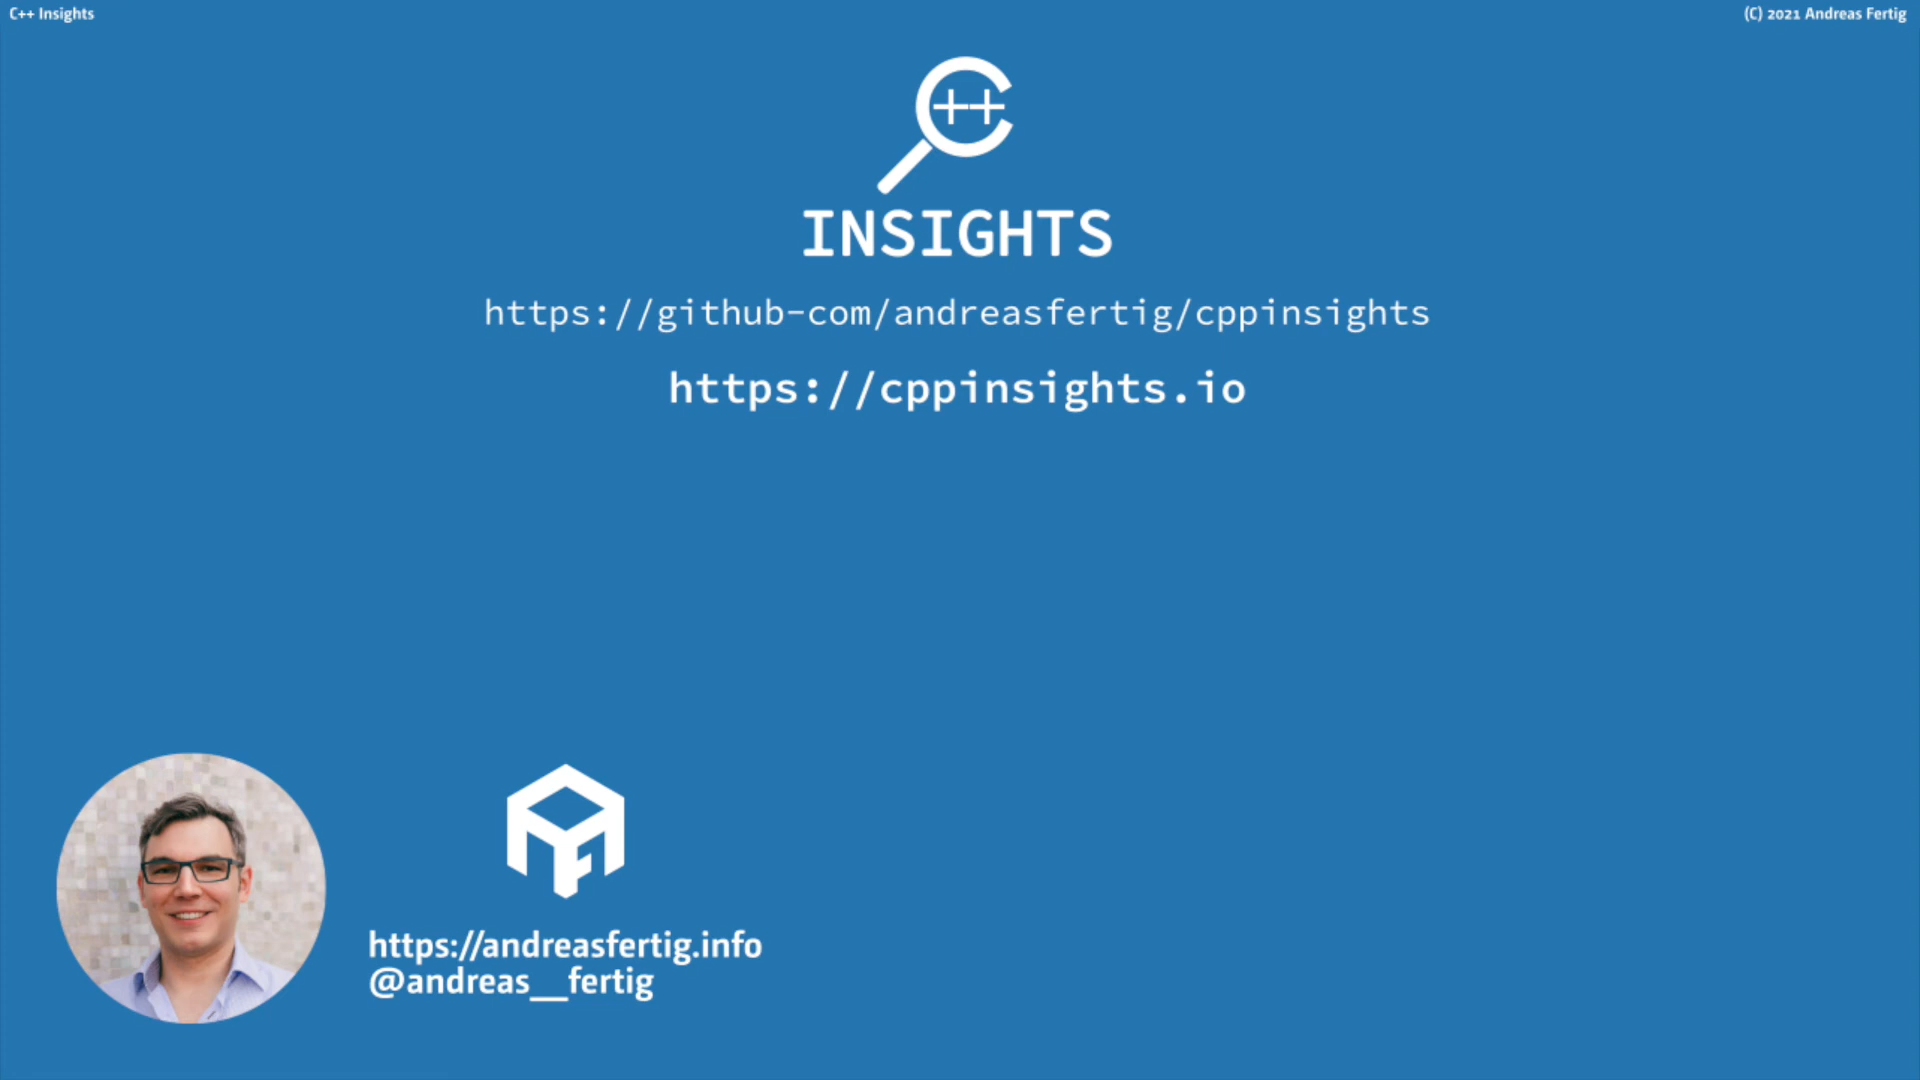 C++ Insights
(C) 2021 Andreas Fertig
C++
INSIGHTS
https://github-com/andreasfertig/cppinsights
https://cppinsights.io
https://andreasfertig.info
@andreas__fertig